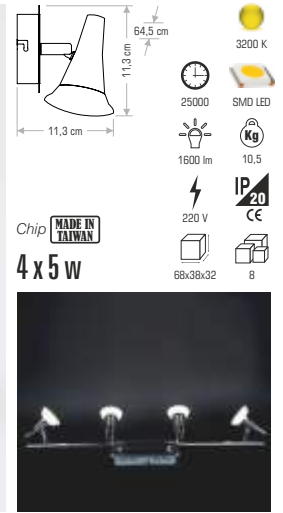 64,5 cm
11,3 cm
11,3 cm
3200 K
25000
SMD LED
1600 lm
Kg
10,5
220 V
IP
20
CE
68x38x32
8
Chip MADE IN TAIWAN
4 x 5 w